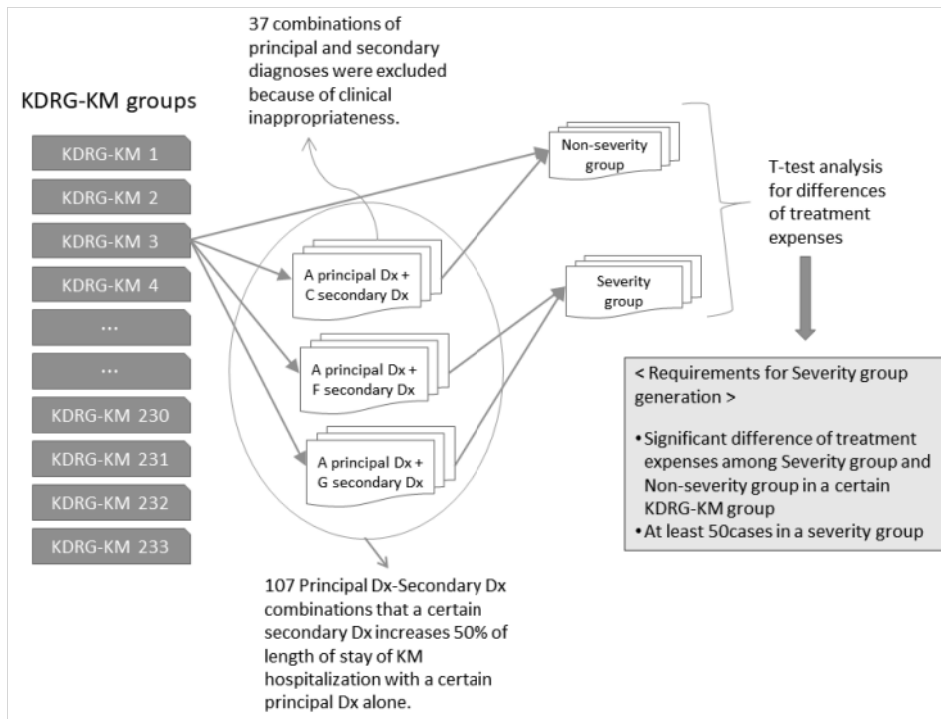 37 combinations of
principal and secondary
diagnoses were excluded
because of clinical
inappropriateness.
KDRG-KM groups
KDRG-KM 1
KDRG-KM 2
KDRG-KM 3
KDRG-KM 4
...
...
KDRG-KM 230
KDRG-KM 231
KDRG-KM 232
KDRG-KM 233
A principal Dx +
C secondary Dx
A principal Dx +
F secondary Dx
A principal Dx +
G secondary Dx
107 Principal Dx-Secondary Dx
combinations that a certain
secondary Dx increases 50% of
length of stay of KM
hospitalization with a certain
principal Dx alone.
Non-severity
group
Severity
group
T-test analysis
for differences
of treatment
expenses
< Requirements for Severity group
generation >
• Significant difference of treatment
expenses among Severity group and
Non-severity group in a certain
KDRG-KM group
• At least 50cases in a severity group